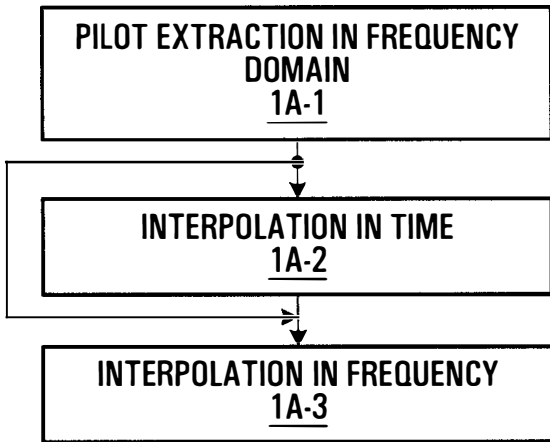 PILOT EXTRACTION IN FREQUENCY
DOMAIN
1A-1
INTERPOLATION IN TIME
1A-2
INTERPOLATION IN FREQUENCY
1A-3